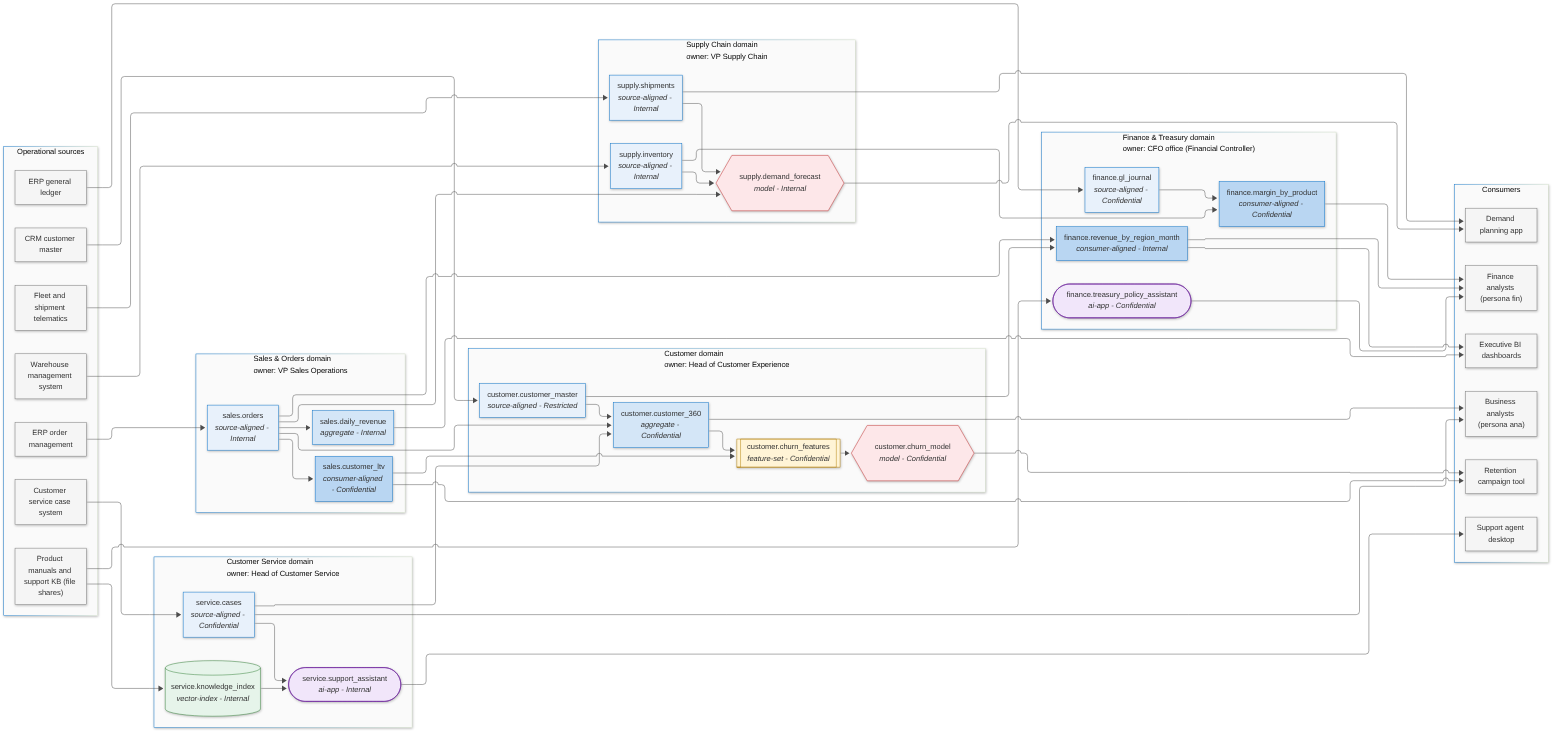 Operational sources
ERP general
ledger
CRM customer
master
Fleet and
shipment
telematics
Warehouse
management
system
ERP order
management
Customer
service case
system
Product
manuals and
support KB (file
shares)
Sales & Orders domain
owner: VP Sales Operations
sales.orders
source-aligned -
Internal
sales.daily_revenue
aggregate - Internal
sales.customer_ltv
consumer-aligned
- Confidential
Customer Service domain
owner: Head of Customer Service
service.cases
source-aligned -
Confidential
service.knowledge_index
vector-index - Internal
service.support_assistant
ai-app - Internal
Supply Chain domain
owner: VP Supply Chain
supply.shipments
source-aligned -
Internal
supply.inventory
source-aligned -
Internal
supply.demand_forecast
model - Internal
Customer domain
owner: Head of Customer Experience
customer.customer_master
source-aligned - Restricted
customer.customer_360
aggregate -
Confidential
customer.churn_features
feature-set - Confidential
customer.churn_model
model - Confidential
Finance & Treasury domain
owner: CFO office (Financial Controller)
finance.gl_journal
source-aligned -
Confidential
finance.margin_by_product
consumer-aligned -
Confidential
finance.revenue_by_region_month
consumer-aligned - Internal
finance.treasury_policy_assistant
ai-app - Confidential
Consumers
Demand
planning app
Finance
analysts
(persona fin)
Executive BI
dashboards
Business
analysts
(persona ana)
Retention
campaign tool
Support agent
desktop